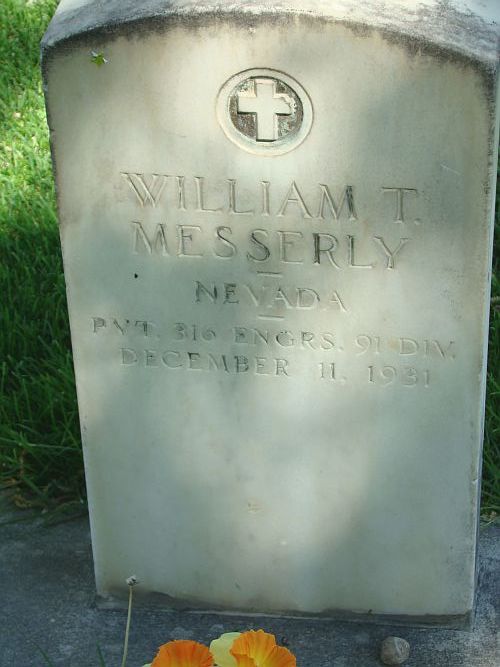 WILLIAM T.
MESSERLY
NEVADA
PVT. 316 ENGRS. 91 DIV.
DECEMBER 11, 1931